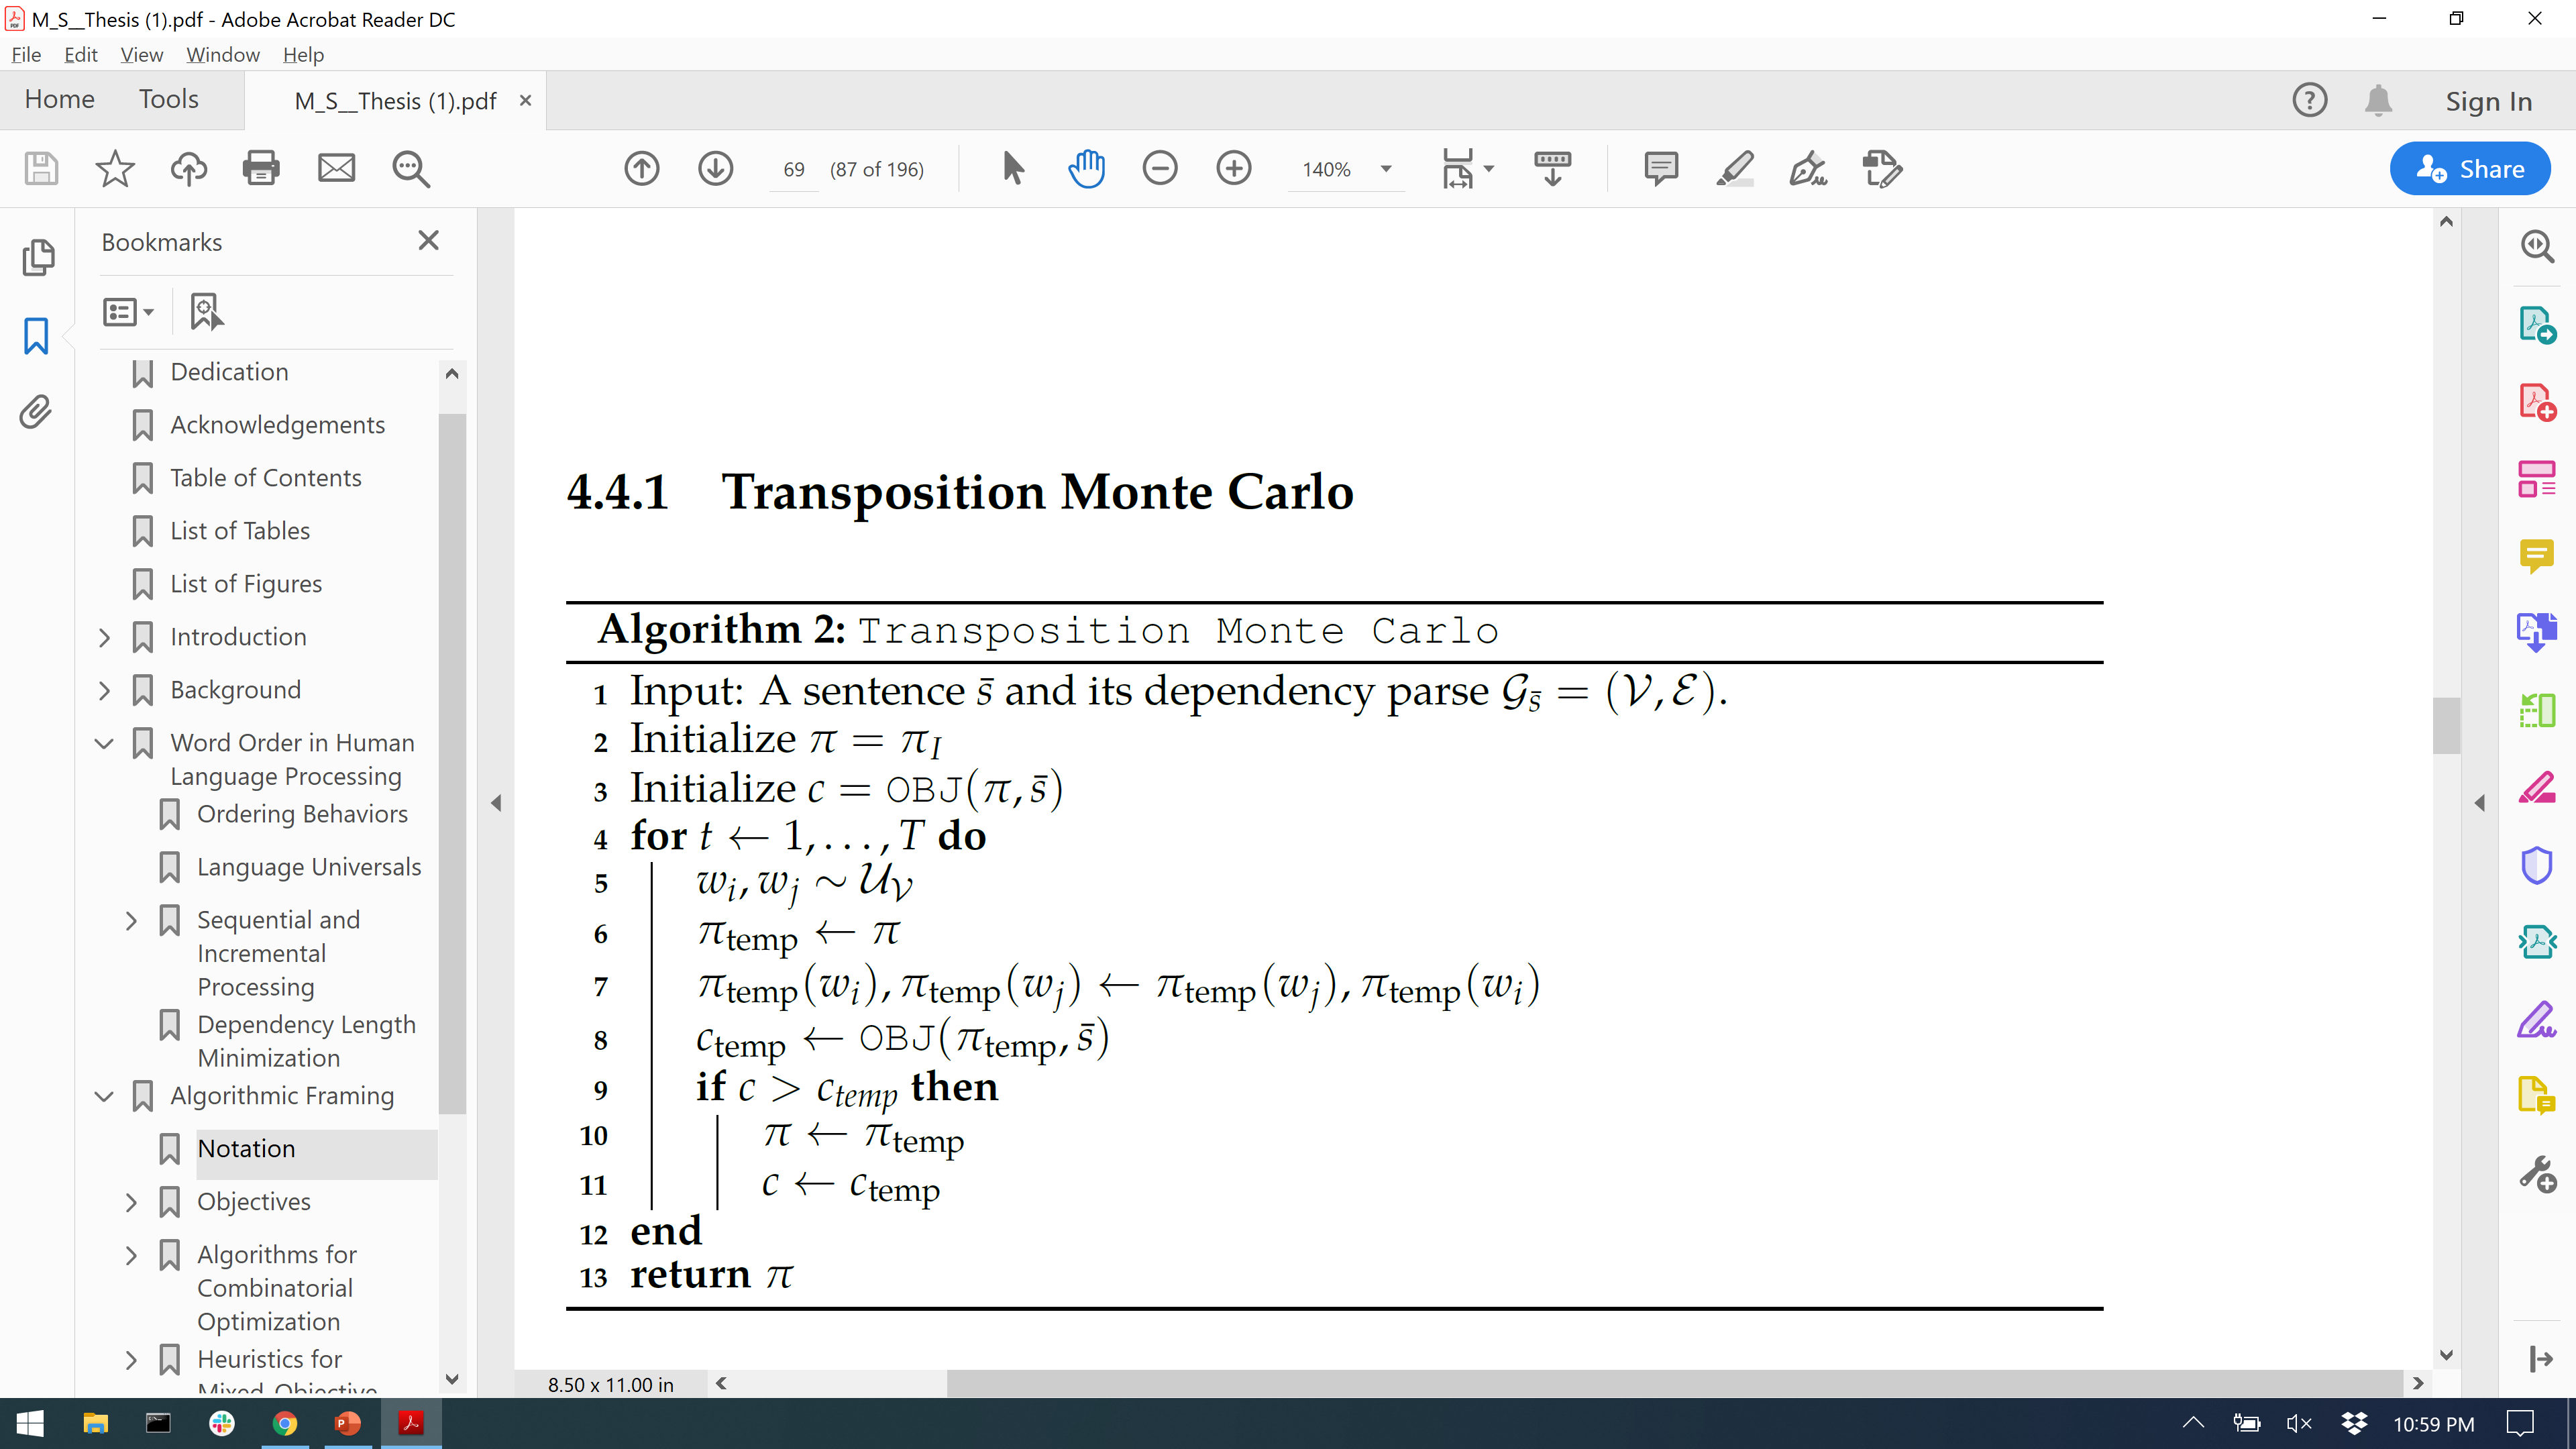 M_S__Thesis (1).pdf - Adobe Acrobat Reader DC
File Edit View Window Help
Home Tools M_S__Thesis (1).pdf × Sign In
69 (87 of 196) 140% Share
Bookmarks
Dedication
Acknowledgements
Table of Contents
List of Tables
List of Figures
Introduction
Background
Word Order in Human
Language Processing
Ordering Behaviors
Language Universals
Sequential and
Incremental
Processing
Dependency Length
Minimization
Algorithmic Framing
Notation
Objectives
Algorithms for
Combinatorial
Optimization
Heuristics for
Mixed-Objective
4.4.1 Transposition Monte Carlo
Algorithm 2: Transposition Monte Carlo
1 Input: A sentence s̄ and its dependency parse 𝒢_s̄ = (𝒱, ℰ).
2 Initialize π = π_I
3 Initialize c = OBJ(π, s̄)
4 for t ← 1, . . . , T do
5 w_i, w_j ∼ 𝒰_𝒱
6 π_temp ← π
7 π_temp(w_i), π_temp(w_j) ← π_temp(w_j), π_temp(w_i)
8 c_temp ← OBJ(π_temp, s̄)
9 if c > c_temp then
10 π ← π_temp
11 c ← c_temp
12 end
13 return π
8.50 x 11.00 in
10:59 PM